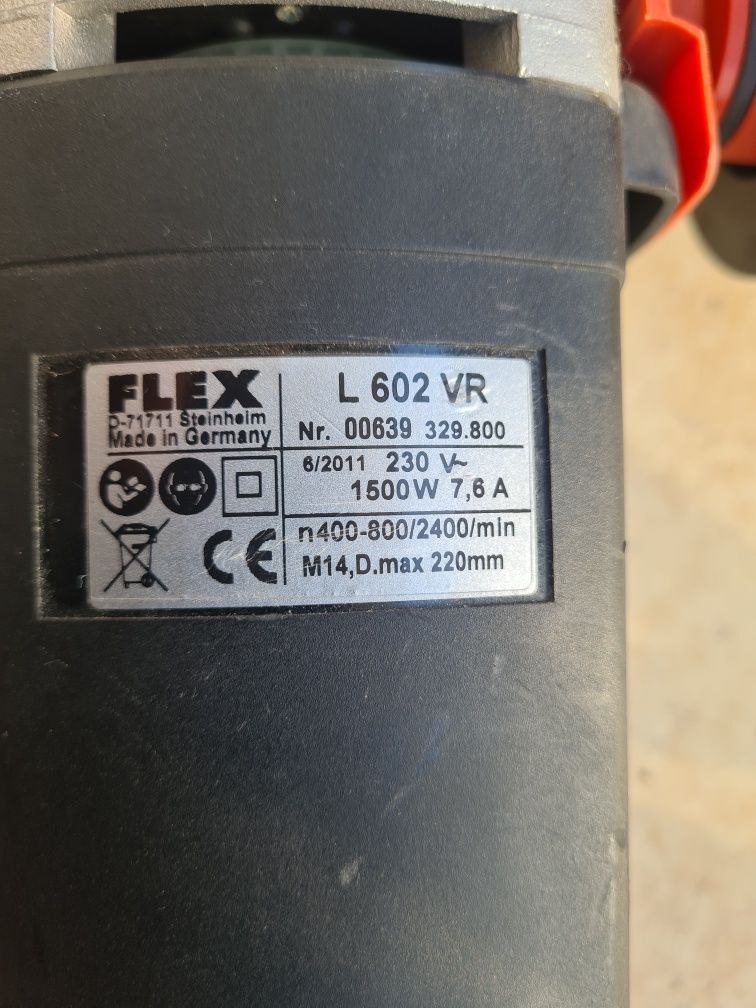 FLEX
D-71711 Steinheim
Made in Germany
L 602 VR
Nr. 00639 329.800
6/2011 230 V~
1500W 7,6 A
CE
n400-800/2400/min
M14,D.max 220mm